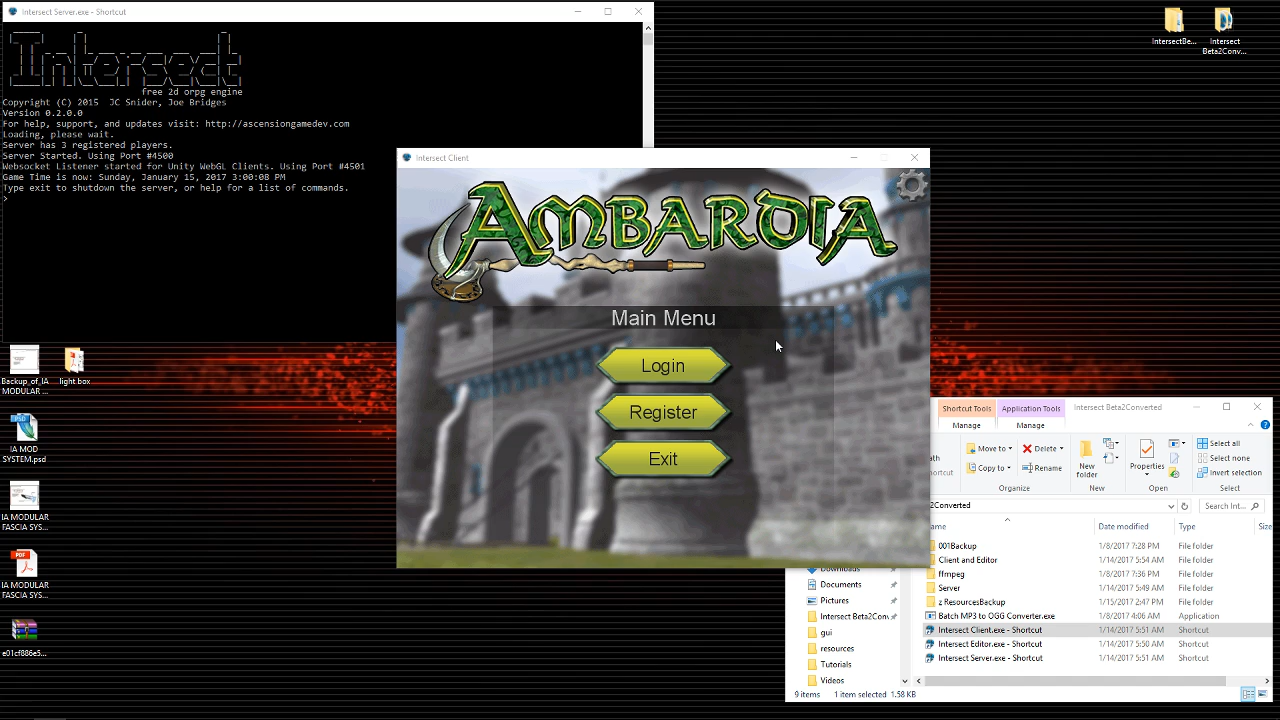 Intersect Server.exe - Shortcut
Intersect
free 2d orpg engine
Copyright (C) 2015  JC Snider, Joe Bridges
Version 0.2.0.0
For help, support, and updates visit: http://ascensiongamedev.com
Loading, please wait.
Server has 3 registered players.
Server Started. Using Port #4500
Websocket listener started for Unity WebGL Clients. Using Port #4501
Game Time is now: Sunday, January 15, 2017 3:00:08 PM
Type exit to shutdown the server, or help for a list of commands.
>
IntersectBe...
Intersect
Beta2Conv...
Intersect Client
AMBARDIA
Main Menu
Login
Register
Exit
Backup_of_IA
MODULAR ...
light box
IA MOD
SYSTEM.psd
IA MODULAR
FASCIA SYS...
PDF
IA MODULAR
FASCIA SYS...
e01cf886e5...
Shortcut Tools
Application Tools
Intersect Beta2Converted
Manage
Manage
Move to
Delete
Copy to
Rename
New
folder
Properties
Select all
Select none
Invert selection
Organize
New
Open
Select
2Converted
Search Int...
ame
Date modified
Type
Size
001Backup 1/8/2017 7:28 PM File folder
Client and Editor 1/14/2017 5:54 AM File folder
ffmpeg 1/8/2017 7:36 PM File folder
Server 1/14/2017 5:49 AM File folder
z ResourcesBackup 1/15/2017 2:47 PM File folder
Batch MP3 to OGG Converter.exe 1/8/2017 4:06 AM Application
Intersect Client.exe - Shortcut 1/14/2017 5:51 AM Shortcut
Intersect Editor.exe - Shortcut 1/14/2017 5:50 AM Shortcut
Intersect Server.exe - Shortcut 1/14/2017 5:51 AM Shortcut
Downloads
Documents
Pictures
Intersect Beta2Conv
gui
resources
Tutorials
Videos
9 items
1 item selected 1.58 KB